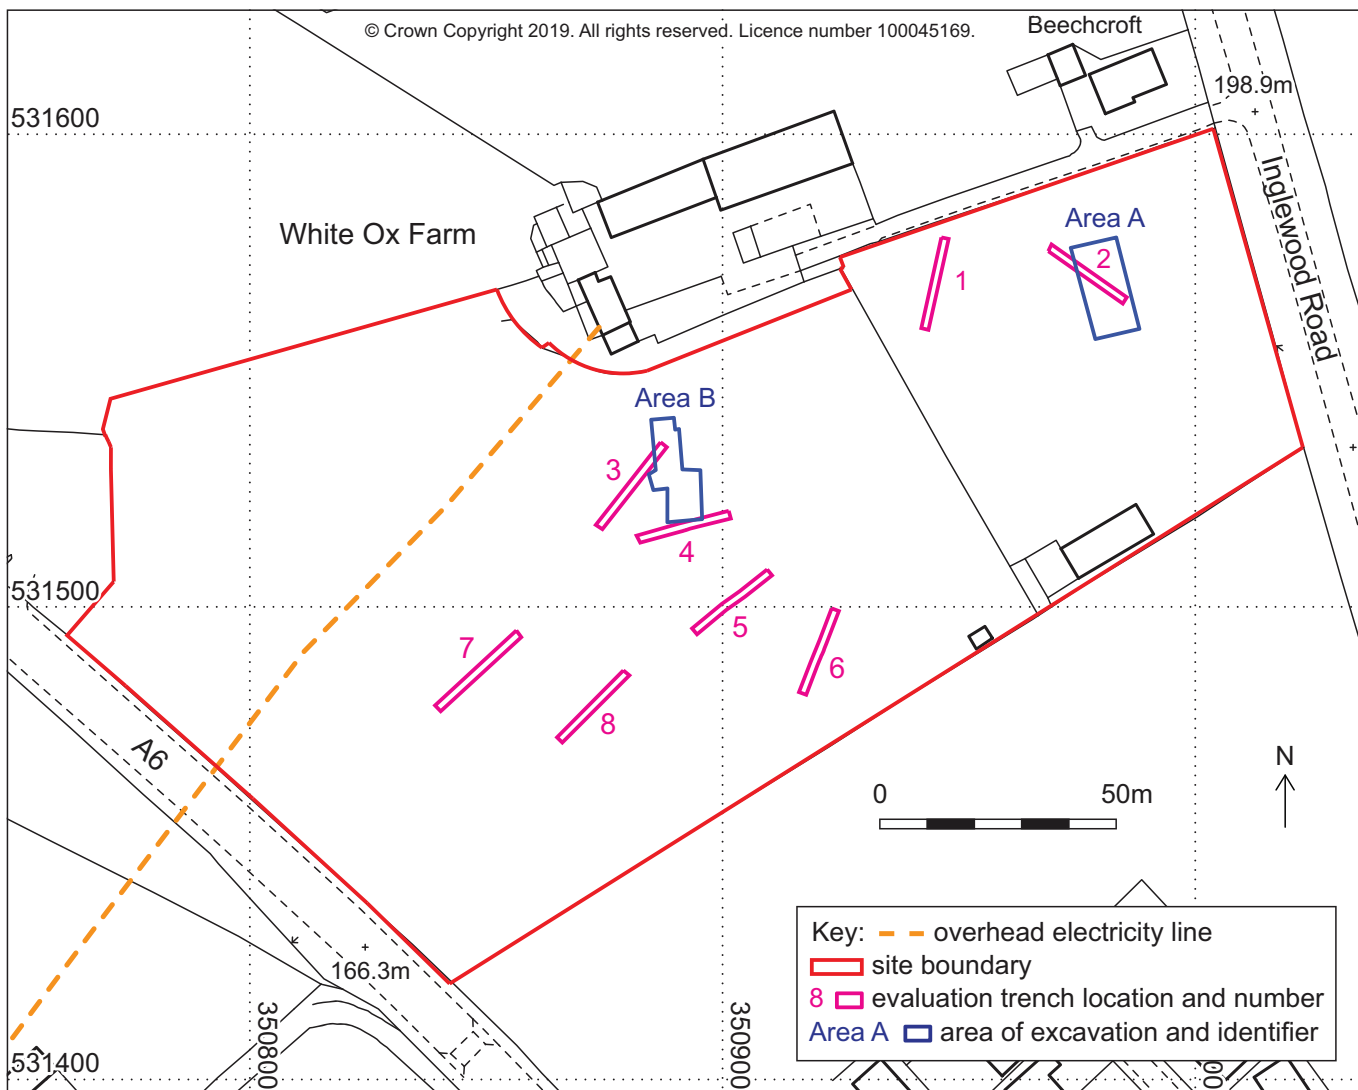 © Crown Copyright 2019. All rights reserved. Licence number 100045169.
Beechcroft
198.9m
531600
Inglewood Road
White Ox Farm
Area A
1
2
Area B
3
4
531500
5
6
7
8
A6
N
0 50m
166.3m
Key: overhead electricity line
site boundary
8 evaluation trench location and number
Area A area of excavation and identifier
350800
350900
531400